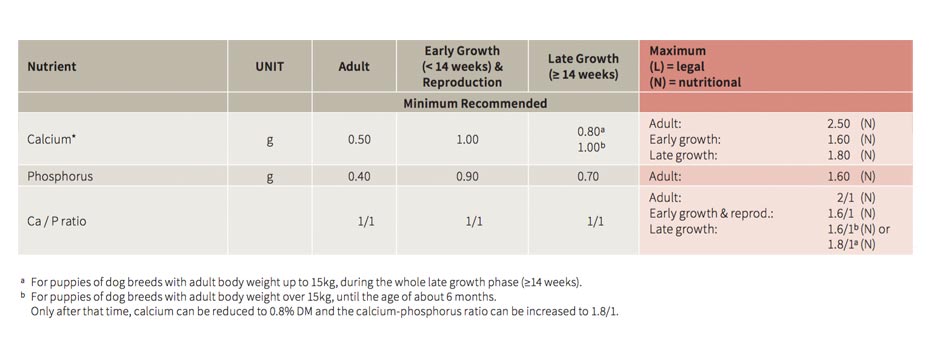 Nutrient UNIT Adult Early Growth (< 14 weeks) & Reproduction Late Growth (≥ 14 weeks) Maximum (L) = legal (N) = nutritional
Minimum Recommended
Calcium* g 0.50 1.00 0.80ᵃ 1.00ᵇ
Adult: 2.50 (N)
Early growth: 1.60 (N)
Late growth: 1.80 (N)
Phosphorus g 0.40 0.90 0.70 Adult: 1.60 (N)
Ca / P ratio 1/1 1/1 1/1
Adult: 2/1 (N)
Early growth & reprod.: 1.6/1 (N)
Late growth: 1.6/1ᵇ (N) or
1.8/1ᵃ (N)
ᵃ For puppies of dog breeds with adult body weight up to 15kg, during the whole late growth phase (≥14 weeks).
ᵇ For puppies of dog breeds with adult body weight over 15kg, until the age of about 6 months.
Only after that time, calcium can be reduced to 0.8% DM and the calcium-phosphorus ratio can be increased to 1.8/1.